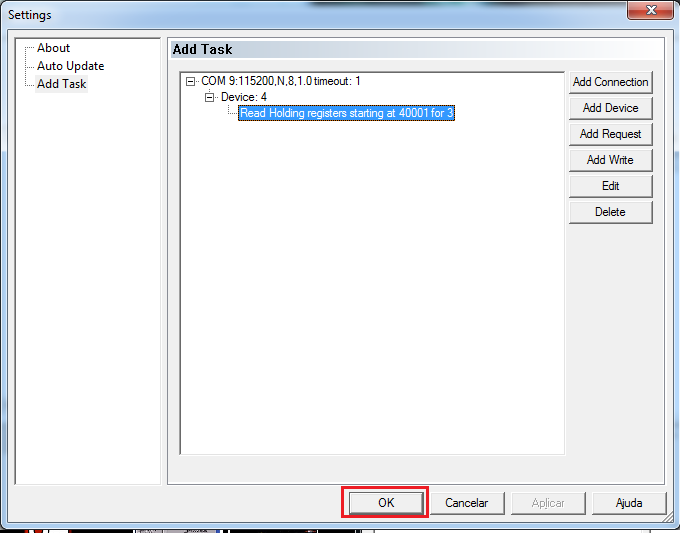 Settings
About
Auto Update
Add Task
Add Task
COM 9:115200,N,8,1.0 timeout: 1
Device: 4
Read Holding registers starting at 40001 for 3
Add Connection
Add Device
Add Request
Add Write
Edit
Delete
OK
Cancelar
Aplicar
Ajuda